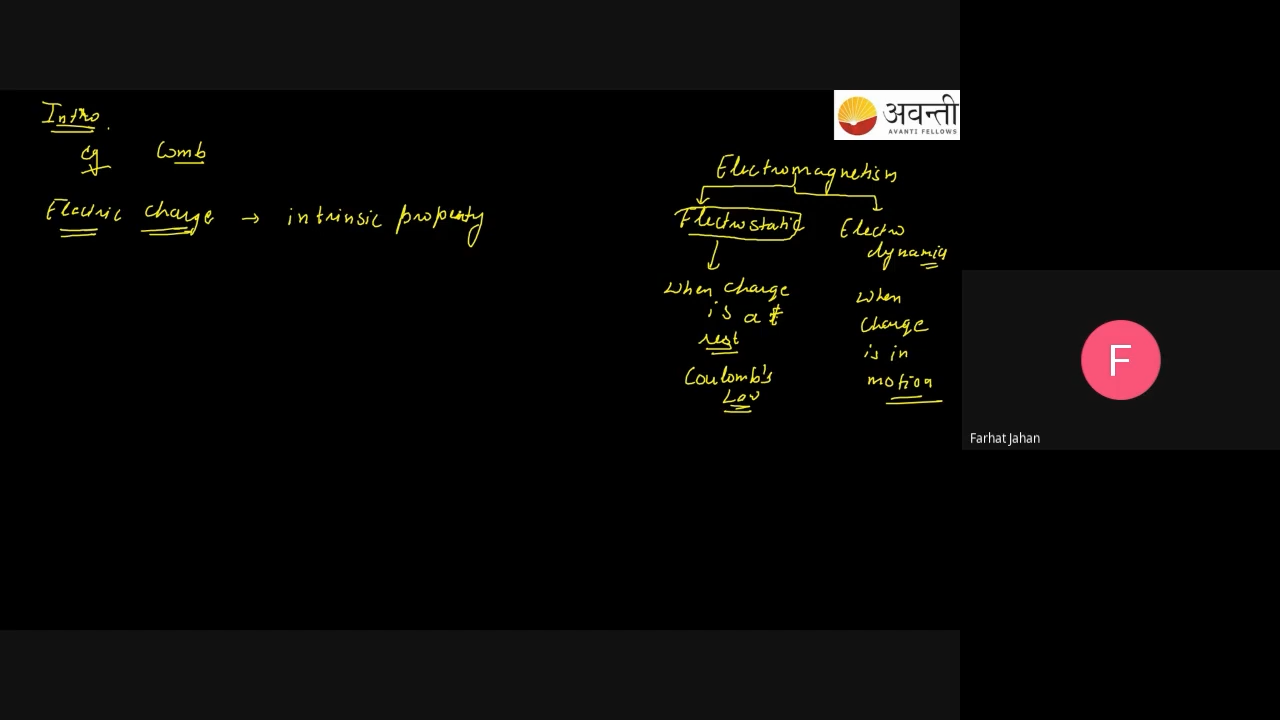 Intro.
eg Comb
Electric charge → intrinsic property
अवन्ती
AVANTI FELLOWS
Electromagnetism
Electrostatic
When charge
is at
rest
Coulomb's
Law
Electro
dynamics
When
charge
is in
motion
F
Farhat Jahan